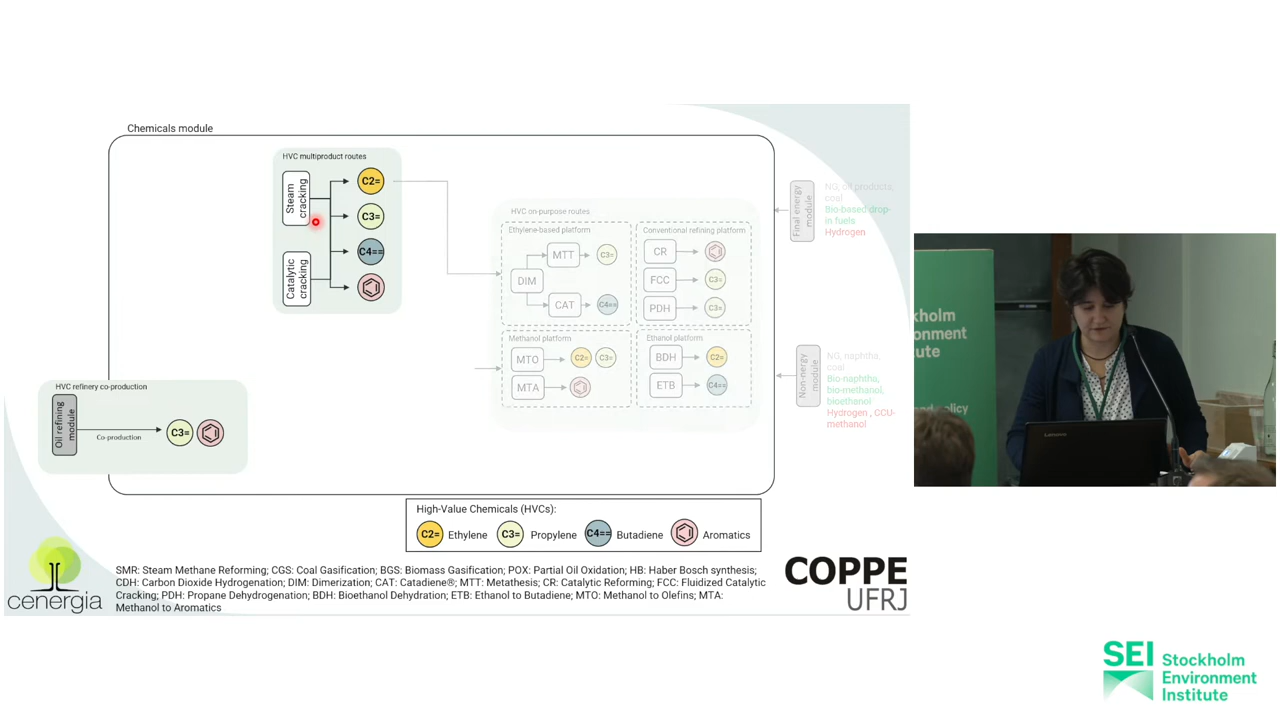 Chemicals module
HVC multiproduct routes
Steam
cracking
C2=
C3=
C4==
Catalytic
cracking
HVC refinery co-production
Oil refining
module
Co-production
C3=
HVC on-purpose routes
Ethylene-based platform
DIM
MTT
C3=
CAT
C4==
Conventional refining platform
CR
FCC
C3=
PDH
C3=
Methanol platform
MTO
C2=
C3=
MTA
Ethanol platform
BDH
C2=
ETB
C4==
Final energy
module
NG, oil products,
coal
Bio-based drop-
in fuels
Hydrogen
Non-nergy
module
NG, naphtha,
coal
Bio naphtha,
bio-methanol,
bioethanol
Hydrogen , CCU-
methanol
High-Value Chemicals (HVCs):
C2= Ethylene C3= Propylene C4== Butadiene Aromatics
SMR: Steam Methane Reforming; CGS: Coal Gasification; BGS: Biomass Gasification; POX: Partial Oil Oxidation; HB: Haber Bosch synthesis;
CDH: Carbon Dioxide Hydrogenation; DIM: Dimerization; CAT: Catadiene®; MTT: Metathesis; CR: Catalytic Reforming; FCC: Fluidized Catalytic
Cracking; PDH: Propane Dehydrogenation; BDH: Bioethanol Dehydration; ETB: Ethanol to Butadiene; MTO: Methanol to Olefins; MTA:
Methanol to Aromatics
cenergia
COPPE
UFRJ
kholm
ironment
tute
policy
Lenovo
SEI Stockholm
Environment
Institute